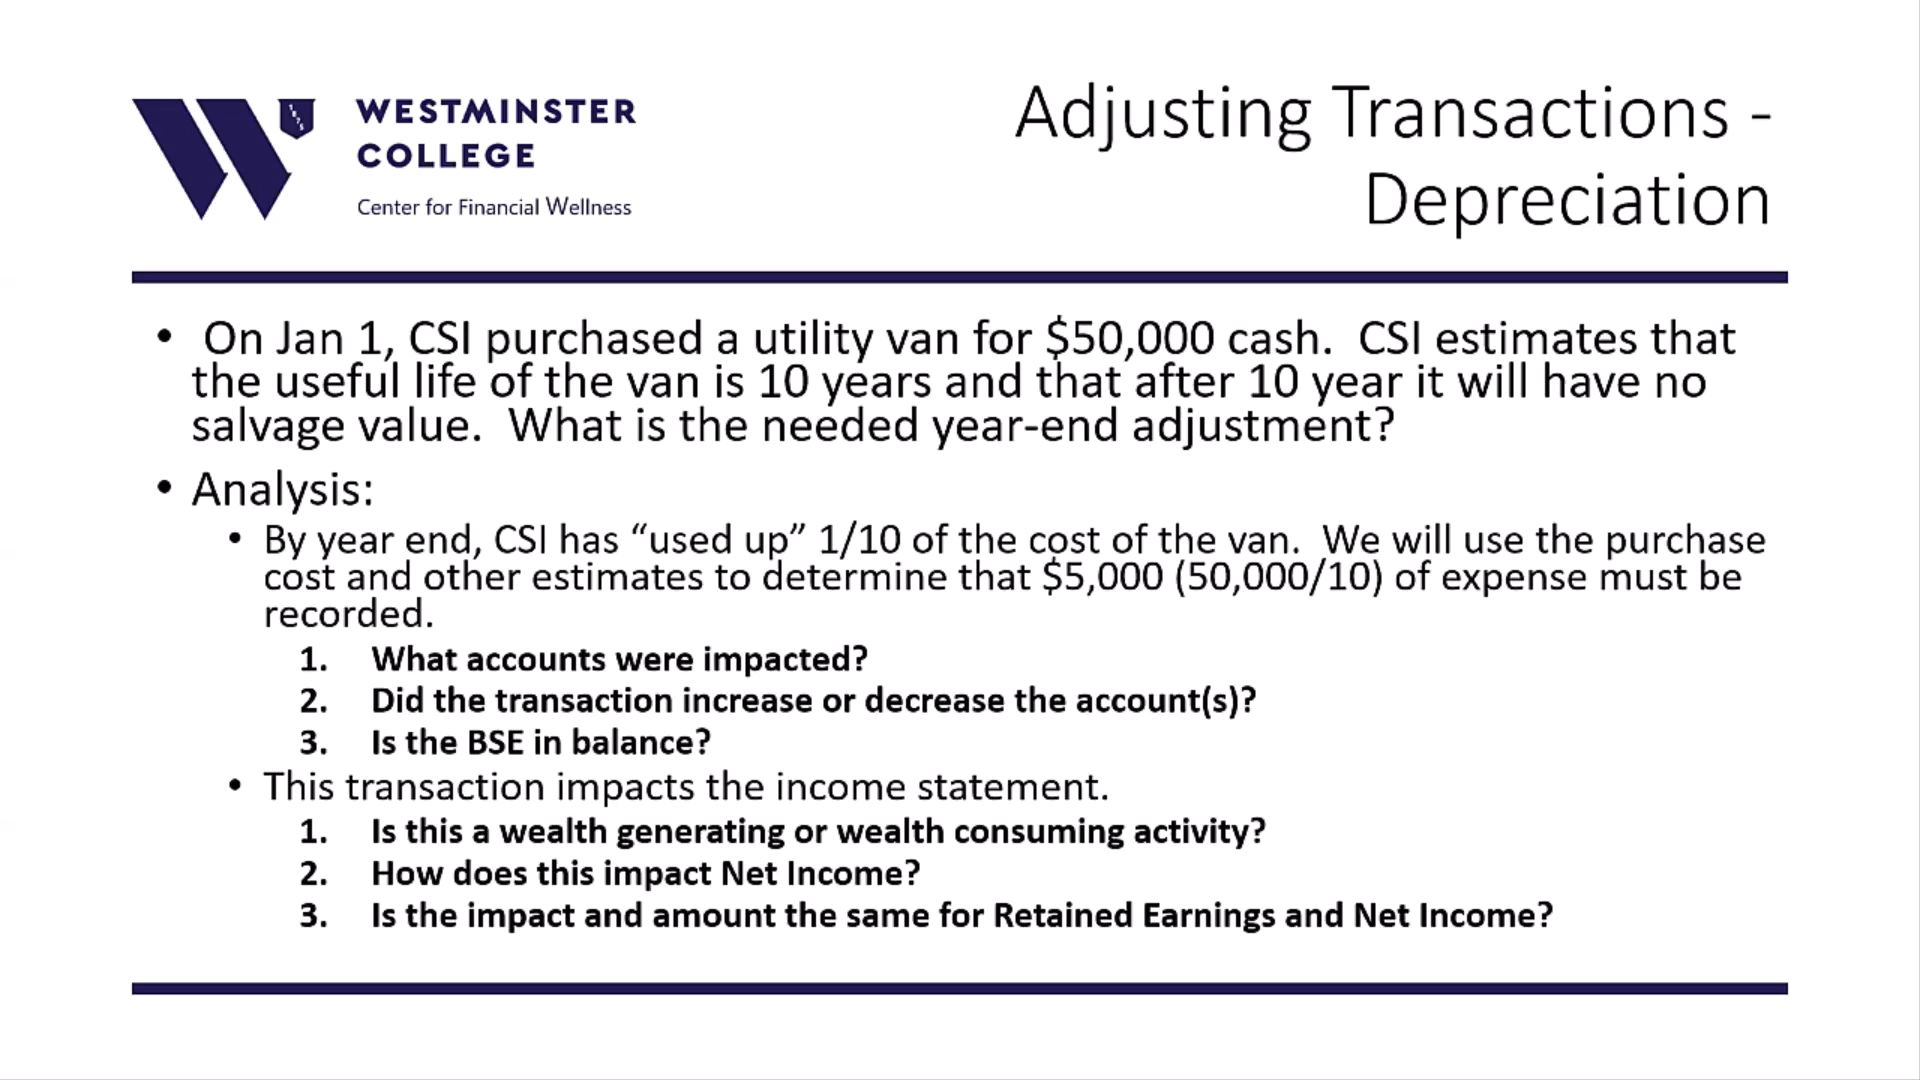 WESTMINSTER
COLLEGE
Center for Financial Wellness
1875
Adjusting Transactions -
Depreciation
• On Jan 1, CSI purchased a utility van for $50,000 cash.  CSI estimates that
the useful life of the van is 10 years and that after 10 year it will have no
salvage value.  What is the needed year-end adjustment?
• Analysis:
• By year end, CSI has “used up” 1/10 of the cost of the van.  We will use the purchase
cost and other estimates to determine that $5,000 (50,000/10) of expense must be
recorded.
1. What accounts were impacted?
2. Did the transaction increase or decrease the account(s)?
3. Is the BSE in balance?
• This transaction impacts the income statement.
1. Is this a wealth generating or wealth consuming activity?
2. How does this impact Net Income?
3. Is the impact and amount the same for Retained Earnings and Net Income?